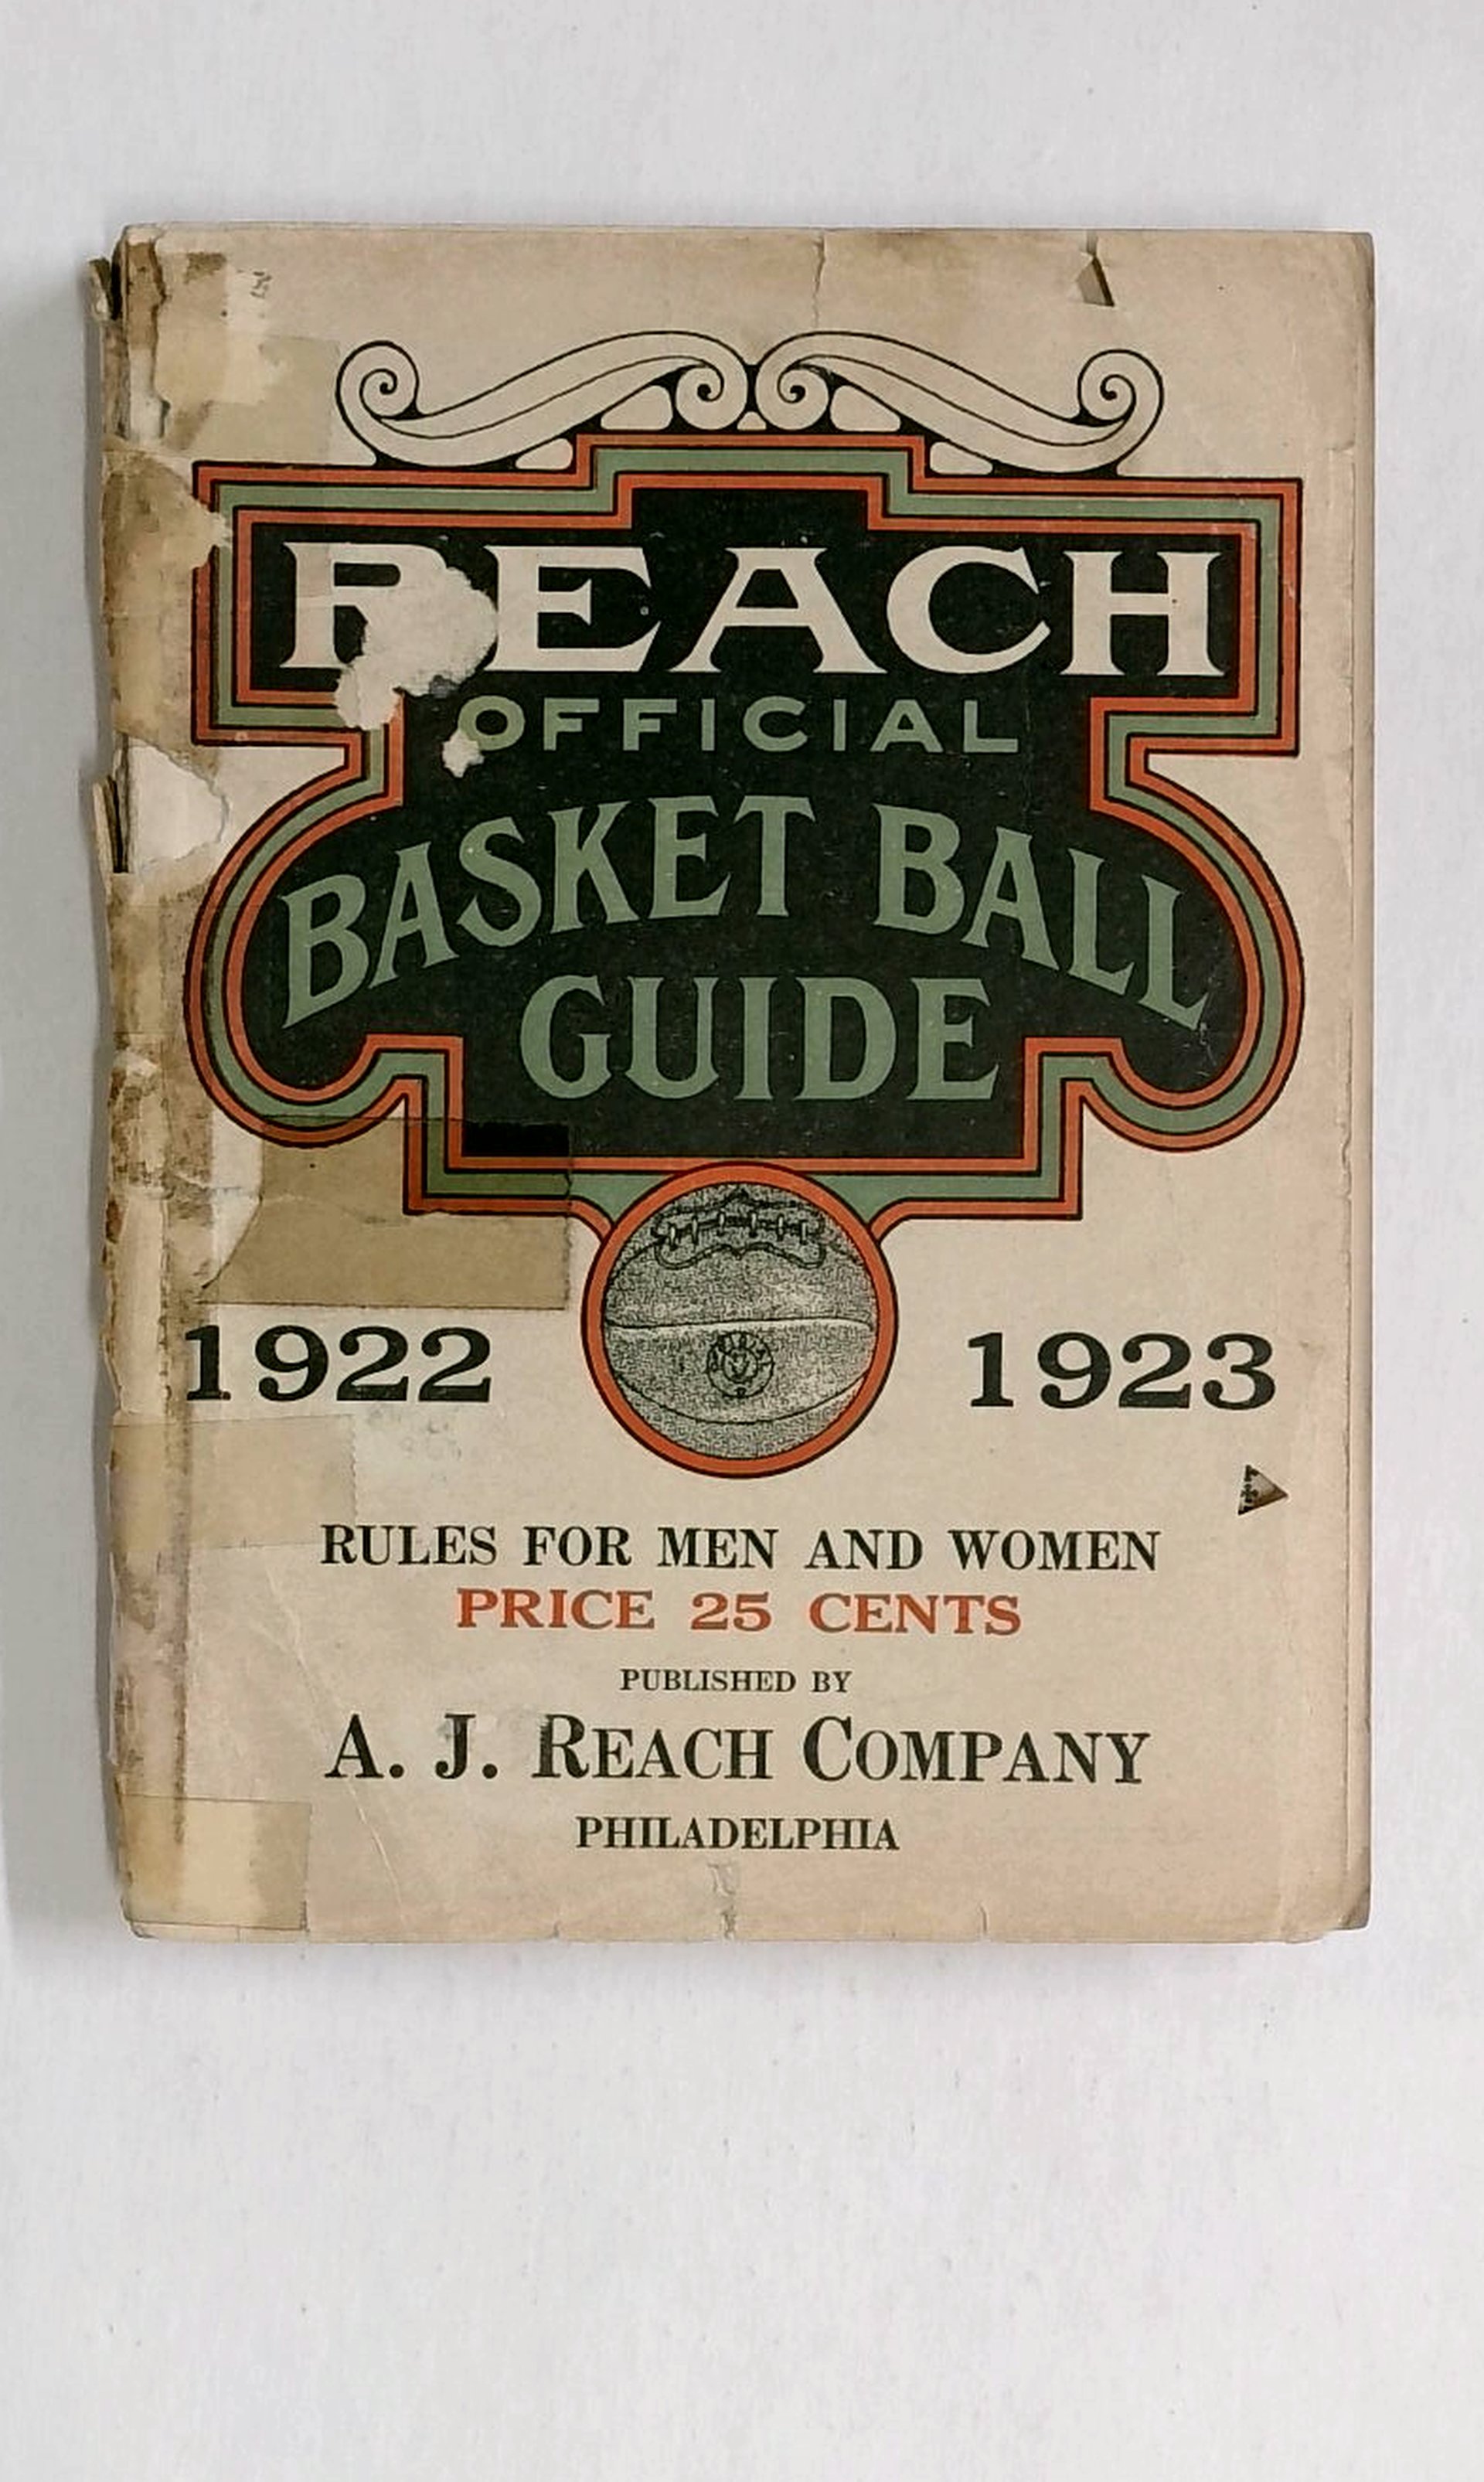 REACH
OFFICIAL
BASKET BALL
GUIDE
1922 1923
RULES FOR MEN AND WOMEN
PRICE 25 CENTS
PUBLISHED BY
A. J. REACH COMPANY
PHILADELPHIA